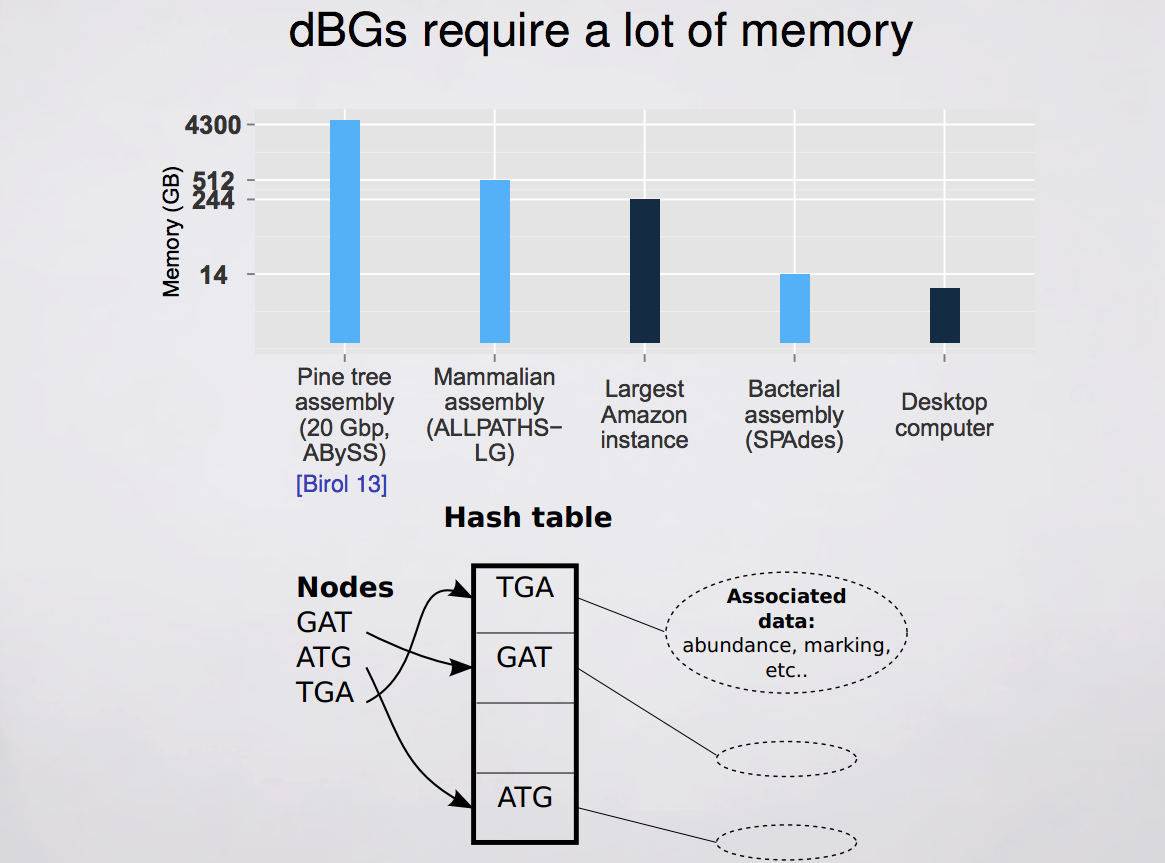 dBGs require a lot of memory
Memory (GB)
4300
512
244
14
Pine tree
assembly
(20 Gbp,
ABySS)
[Birol 13]
Mammalian
assembly
(ALLPATHS−
LG)
Largest
Amazon
instance
Bacterial
assembly
(SPAdes)
Desktop
computer
Hash table
Nodes
GAT
ATG
TGA
TGA
GAT
ATG
Associated
data:
abundance, marking,
etc..